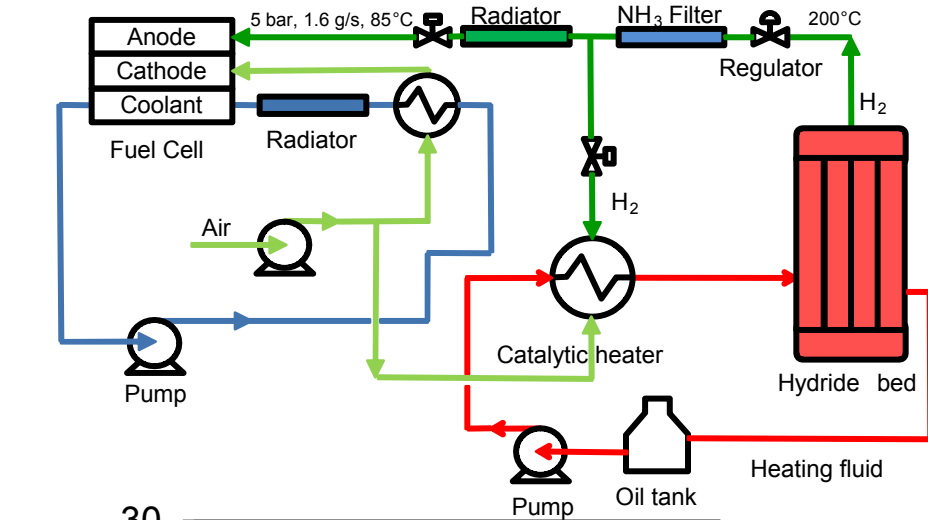 5 bar, 1.6 g/s, 85°C
Radiator
NH3 Filter
200°C
Anode
Cathode
Coolant
Fuel Cell
Radiator
Regulator
H2
Air
H2
Catalytic heater
Hydride bed
Pump
Heating fluid
Oil tank
Pump
30